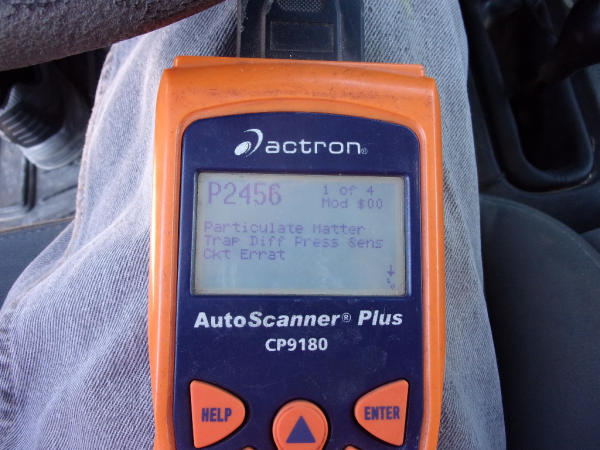 actron®
P2456 1 of 4
Mod $00
Particulate Matter
Trap Diff Press Sens
Ckt Errat
AutoScanner® Plus
CP9180
HELP
ENTER